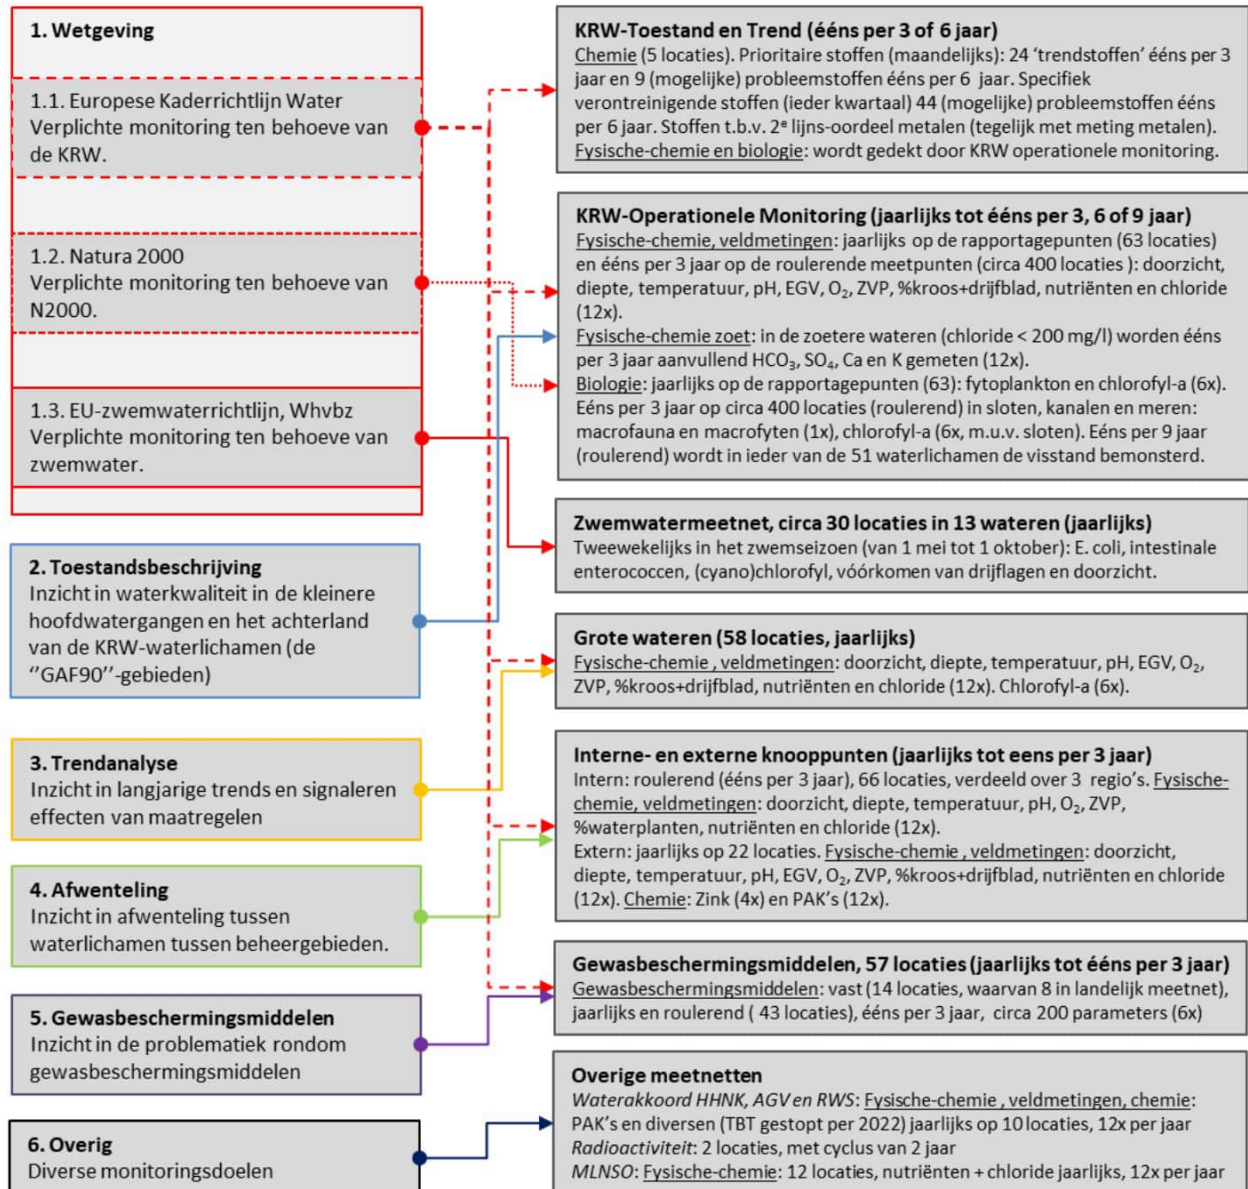 1. Wetgeving
1.1. Europese Kaderrichtlijn Water
Verplichte monitoring ten behoeve van
de KRW.
1.2. Natura 2000
Verplichte monitoring ten behoeve van
N2000.
1.3. EU-zwemwaterrichtlijn, Whvbz
Verplichte monitoring ten behoeve van
zwemwater.
2. Toestandsbeschrijving
Inzicht in waterkwaliteit in de kleinere
hoofdwatergangen en het achterland
van de KRW-waterlichamen (de
‘’GAF90’’-gebieden)
3. Trendanalyse
Inzicht in langjarige trends en signaleren
effecten van maatregelen
4. Afwenteling
Inzicht in afwenteling tussen
waterlichamen tussen beheergebieden.
5. Gewasbeschermingsmiddelen
Inzicht in de problematiek rondom
gewasbeschermingsmiddelen
6. Overig
Diverse monitoringsdoelen
KRW-Toestand en Trend (ééns per 3 of 6 jaar)
Chemie (5 locaties). Prioritaire stoffen (maandelijks): 24 ‘trendstoffen’ ééns per 3
jaar en 9 (mogelijke) probleemstoffen ééns per 6 jaar. Specifiek
verontreinigende stoffen (ieder kwartaal) 44 (mogelijke) probleemstoffen ééns
per 6 jaar. Stoffen t.b.v. 2e lijns-oordeel metalen (tegelijk met meting metalen).
Fysische-chemie en biologie: wordt gedekt door KRW operationele monitoring.
KRW-Operationele Monitoring (jaarlijks tot ééns per 3, 6 of 9 jaar)
Fysische-chemie, veldmetingen: jaarlijks op de rapportagepunten (63 locaties)
en ééns per 3 jaar op de roulerende meetpunten (circa 400 locaties ): doorzicht,
diepte, temperatuur, pH, EGV, O₂, ZVP, %kroos+drijfblad, nutriënten en chloride
(12x).
Fysische-chemie zoet: in de zoetere wateren (chloride < 200 mg/l) worden ééns
per 3 jaar aanvullend HCO₃, SO₄, Ca en K gemeten (12x).
Biologie: jaarlijks op de rapportagepunten (63): fytoplankton en chlorofyl-a (6x).
Eéns per 3 jaar op circa 400 locaties (roulerend) in sloten, kanalen en meren:
macrofauna en macrofyten (1x), chlorofyl-a (6x, m.u.v. sloten). Eéns per 9 jaar
(roulerend) wordt in ieder van de 51 waterlichamen de visstand bemonsterd.
Zwemwatermeetnet, circa 30 locaties in 13 wateren (jaarlijks)
Tweewekelijks in het zwemseizoen (van 1 mei tot 1 oktober): E. coli, intestinale
enterococcen, (cyano)chlorofyl, vóórkomen van drijflagen en doorzicht.
Grote wateren (58 locaties, jaarlijks)
Fysische-chemie , veldmetingen: doorzicht, diepte, temperatuur, pH, EGV, O₂,
ZVP, %kroos+drijfblad, nutriënten en chloride (12x). Chlorofyl-a (6x).
Interne- en externe knooppunten (jaarlijks tot eens per 3 jaar)
Intern: roulerend (ééns per 3 jaar), 66 locaties, verdeeld over 3 regio’s. Fysische-
chemie, veldmetingen: doorzicht, diepte, temperatuur, pH, O₂, ZVP,
%waterplanten, nutriënten en chloride (12x).
Extern: jaarlijks op 22 locaties. Fysische-chemie , veldmetingen: doorzicht,
diepte, temperatuur, pH, EGV, O₂, ZVP, %kroos+drijfblad, nutriënten en chloride
(12x). Chemie: Zink (4x) en PAK’s (12x).
Gewasbeschermingsmiddelen, 57 locaties (jaarlijks tot ééns per 3 jaar)
Gewasbeschermingsmiddelen: vast (14 locaties, waarvan 8 in landelijk meetnet),
jaarlijks en roulerend ( 43 locaties), ééns per 3 jaar, circa 200 parameters (6x)
Overige meetnetten
Waterakkoord HHNK, AGV en RWS: Fysische-chemie , veldmetingen, chemie:
PAK’s en diversen (TBT gestopt per 2022) jaarlijks op 10 locaties, 12x per jaar
Radioactiviteit: 2 locaties, met cyclus van 2 jaar
MLNSO: Fysische-chemie: 12 locaties, nutriënten + chloride jaarlijks, 12x per jaar